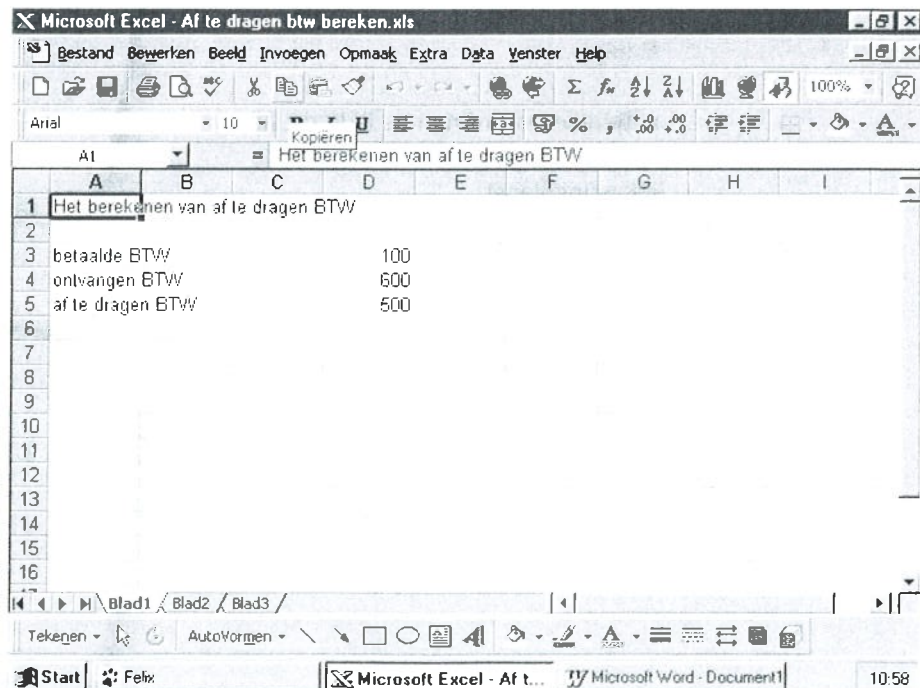 Microsoft Excel - Af te dragen btw bereken.xls
Bestand Bewerken Beeld Invoegen Opmaak Extra Data Venster Help
100%
Arial 10 U
Kopiëren
A1 = Het berekenen van af te dragen BTW
A B C D E F G H I
1 Het berekenen van af te dragen BTW
2
3 betaalde BTW 100
4 ontvangen BTW 600
5 af te dragen BTW 500
6
7
8
9
10
11
12
13
14
15
16
Blad1 Blad2 Blad3
Tekenen AutoVormen
Start Felix Microsoft Excel - Af t... Microsoft Word - Document1 10:58